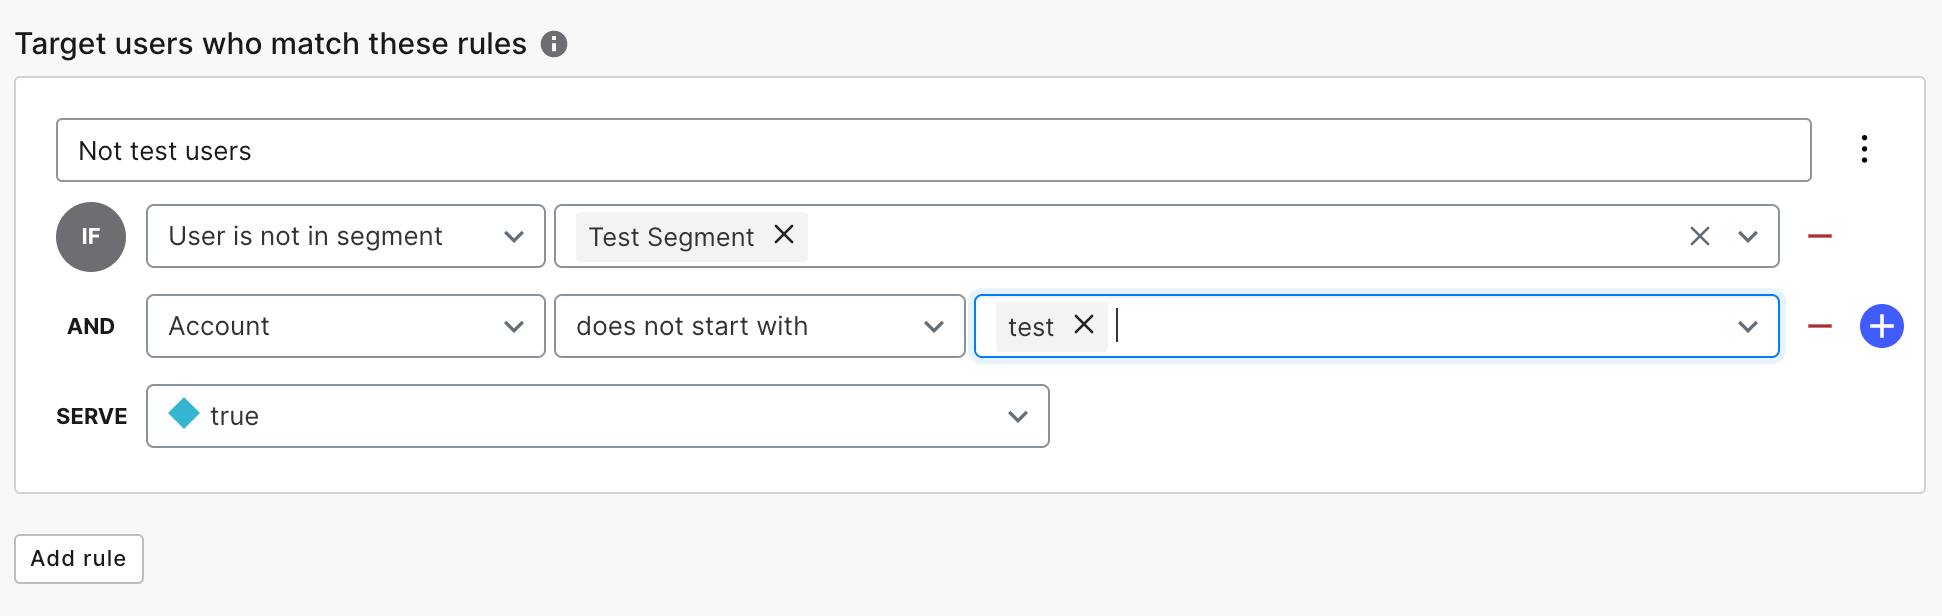 Target users who match these rules
Not test users
IF User is not in segment Test Segment
AND Account does not start with test
SERVE true
Add rule